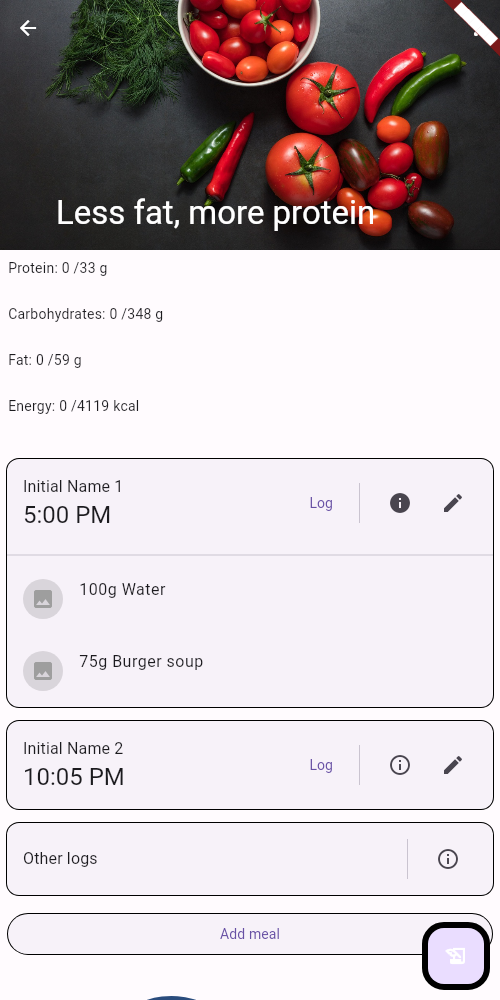 Less fat, more protein
Protein: 0 /33 g
Carbohydrates: 0 /348 g
Fat: 0 /59 g
Energy: 0 /4119 kcal
Initial Name 1
5:00 PM
Log
100g Water
75g Burger soup
Initial Name 2
10:05 PM
Log
Other logs
Add meal